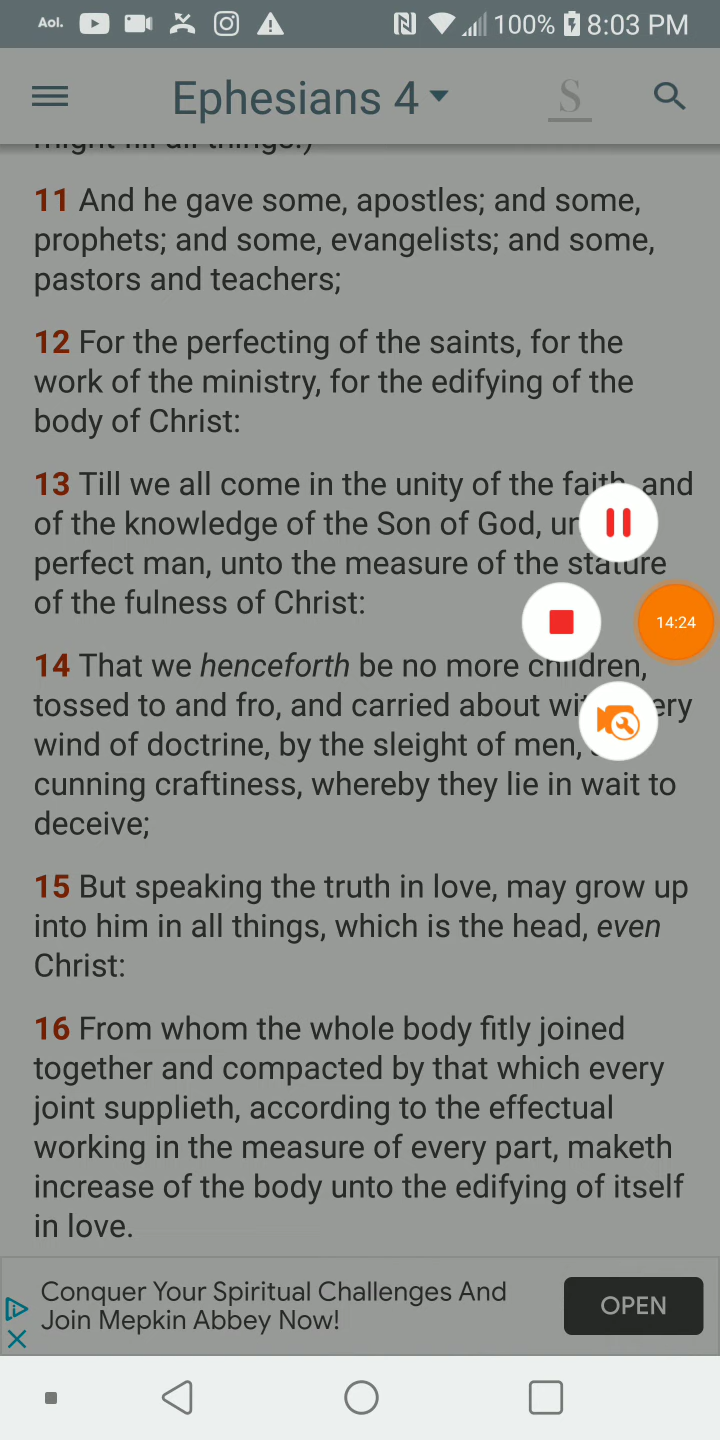 Aol. 100% 8:03 PM
Ephesians 4 S
might fill all things.)
11 And he gave some, apostles; and some,
prophets; and some, evangelists; and some,
pastors and teachers;
12 For the perfecting of the saints, for the
work of the ministry, for the edifying of the
body of Christ:
13 Till we all come in the unity of the faith, and
of the knowledge of the Son of God,
perfect man, unto the measure of the stature
of the fulness of Christ:
14:24
14 That we henceforth be no more children,
tossed to and fro, and carried about
wind of doctrine, by the sleight of men,
cunning craftiness, whereby they lie in wait to
deceive;
15 But speaking the truth in love, may grow up
into him in all things, which is the head, even
Christ:
16 From whom the whole body fitly joined
together and compacted by that which every
joint supplieth, according to the effectual
working in the measure of every part, maketh
increase of the body unto the edifying of itself
in love.
Conquer Your Spiritual Challenges And
Join Mepkin Abbey Now!
OPEN